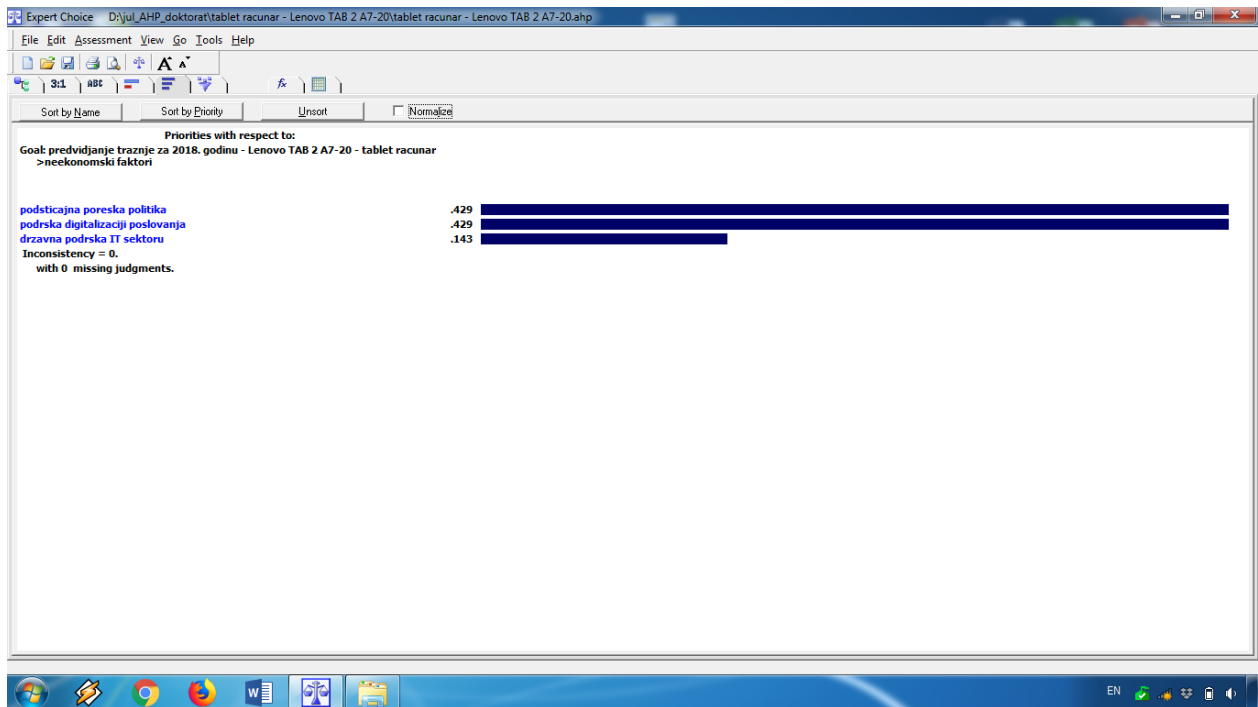 Expert Choice D:\jul_AHP_doktorat\tablet racunar - Lenovo TAB 2 A7-20\tablet racunar - Lenovo TAB 2 A7-20.ahp
File Edit Assessment View Go Tools Help
A A
3:1 ABC fx
Sort by Name Sort by Priority Unsort Normalize
Priorities with respect to:
Goal: predvidjanje traznje za 2018. godinu - Lenovo TAB 2 A7-20 - tablet racunar
>neekonomski faktori
podsticajna poreska politika .429
podrska digitalizaciji poslovanja .429
drzavna podrska IT sektoru .143
Inconsistency = 0.
with 0 missing judgments.
W EN